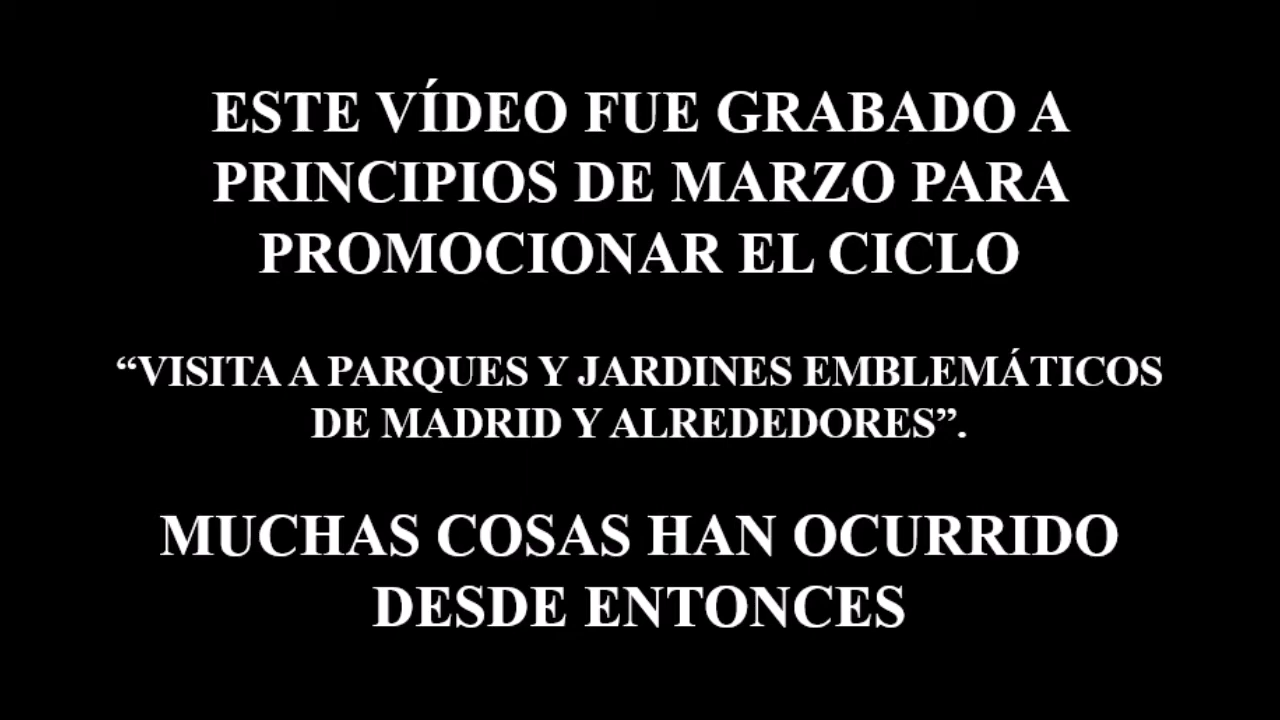 ESTE VÍDEO FUE GRABADO A
PRINCIPIOS DE MARZO PARA
PROMOCIONAR EL CICLO
“VISITA A PARQUES Y JARDINES EMBLEMÁTICOS
DE MADRID Y ALREDEDORES”.
MUCHAS COSAS HAN OCURRIDO
DESDE ENTONCES